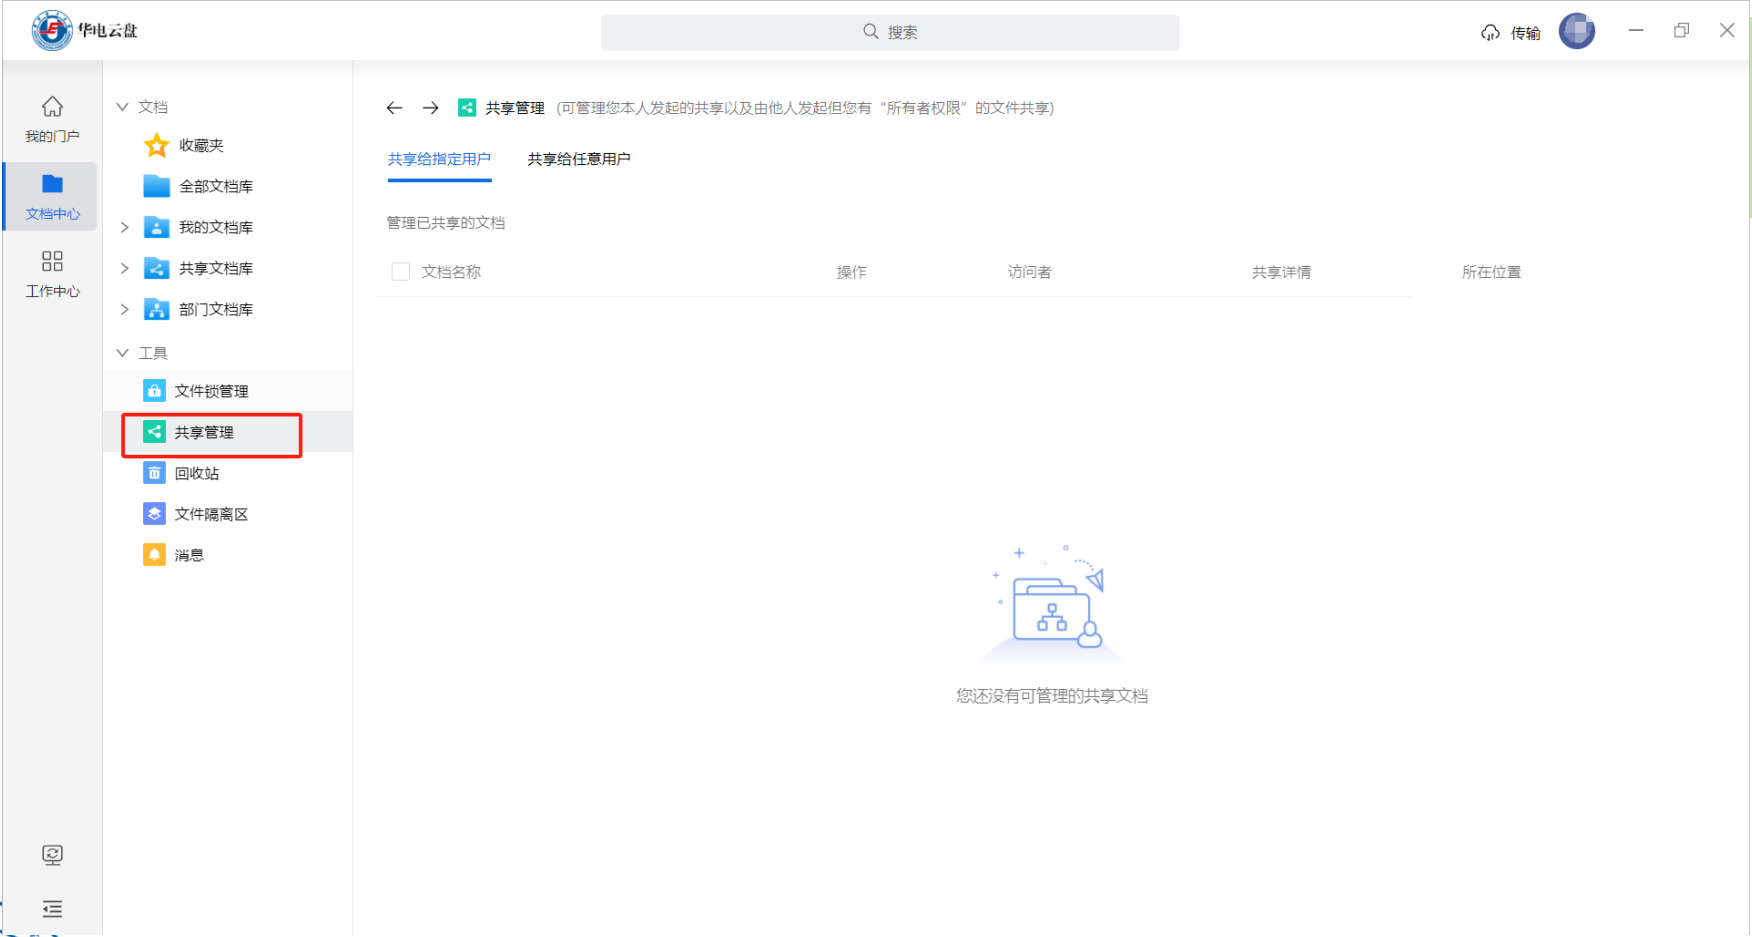 华电云盘
搜索
传输
我的门户
文档中心
工作中心
文档
收藏夹
全部文档库
我的文档库
共享文档库
部门文档库
工具
文件锁管理
共享管理
回收站
文件隔离区
消息
共享管理 (可管理您本人发起的共享以及由他人发起但您有“所有者权限”的文件共享)
共享给指定用户 共享给任意用户
管理已共享的文档
文档名称 操作 访问者 共享详情 所在位置
您还没有可管理的共享文档